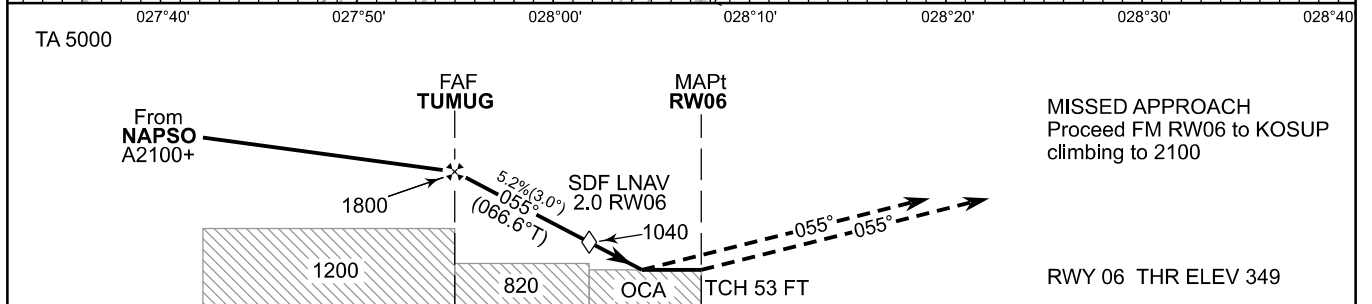 027°40' 027°50' 028°00' 028°10' 028°20' 028°30' 028°40'
TA 5000
FAF
TUMUG
MAPt
RW06
From
NAPSO
A2100+
MISSED APPROACH
Proceed FM RW06 to KOSUP
climbing to 2100
1800
5.2%(3.0°)
055°
(066.6°T)
SDF LNAV
2.0 RW06
1040
055°
055°
1200
820
OCA
TCH 53 FT
RWY 06 THR ELEV 349